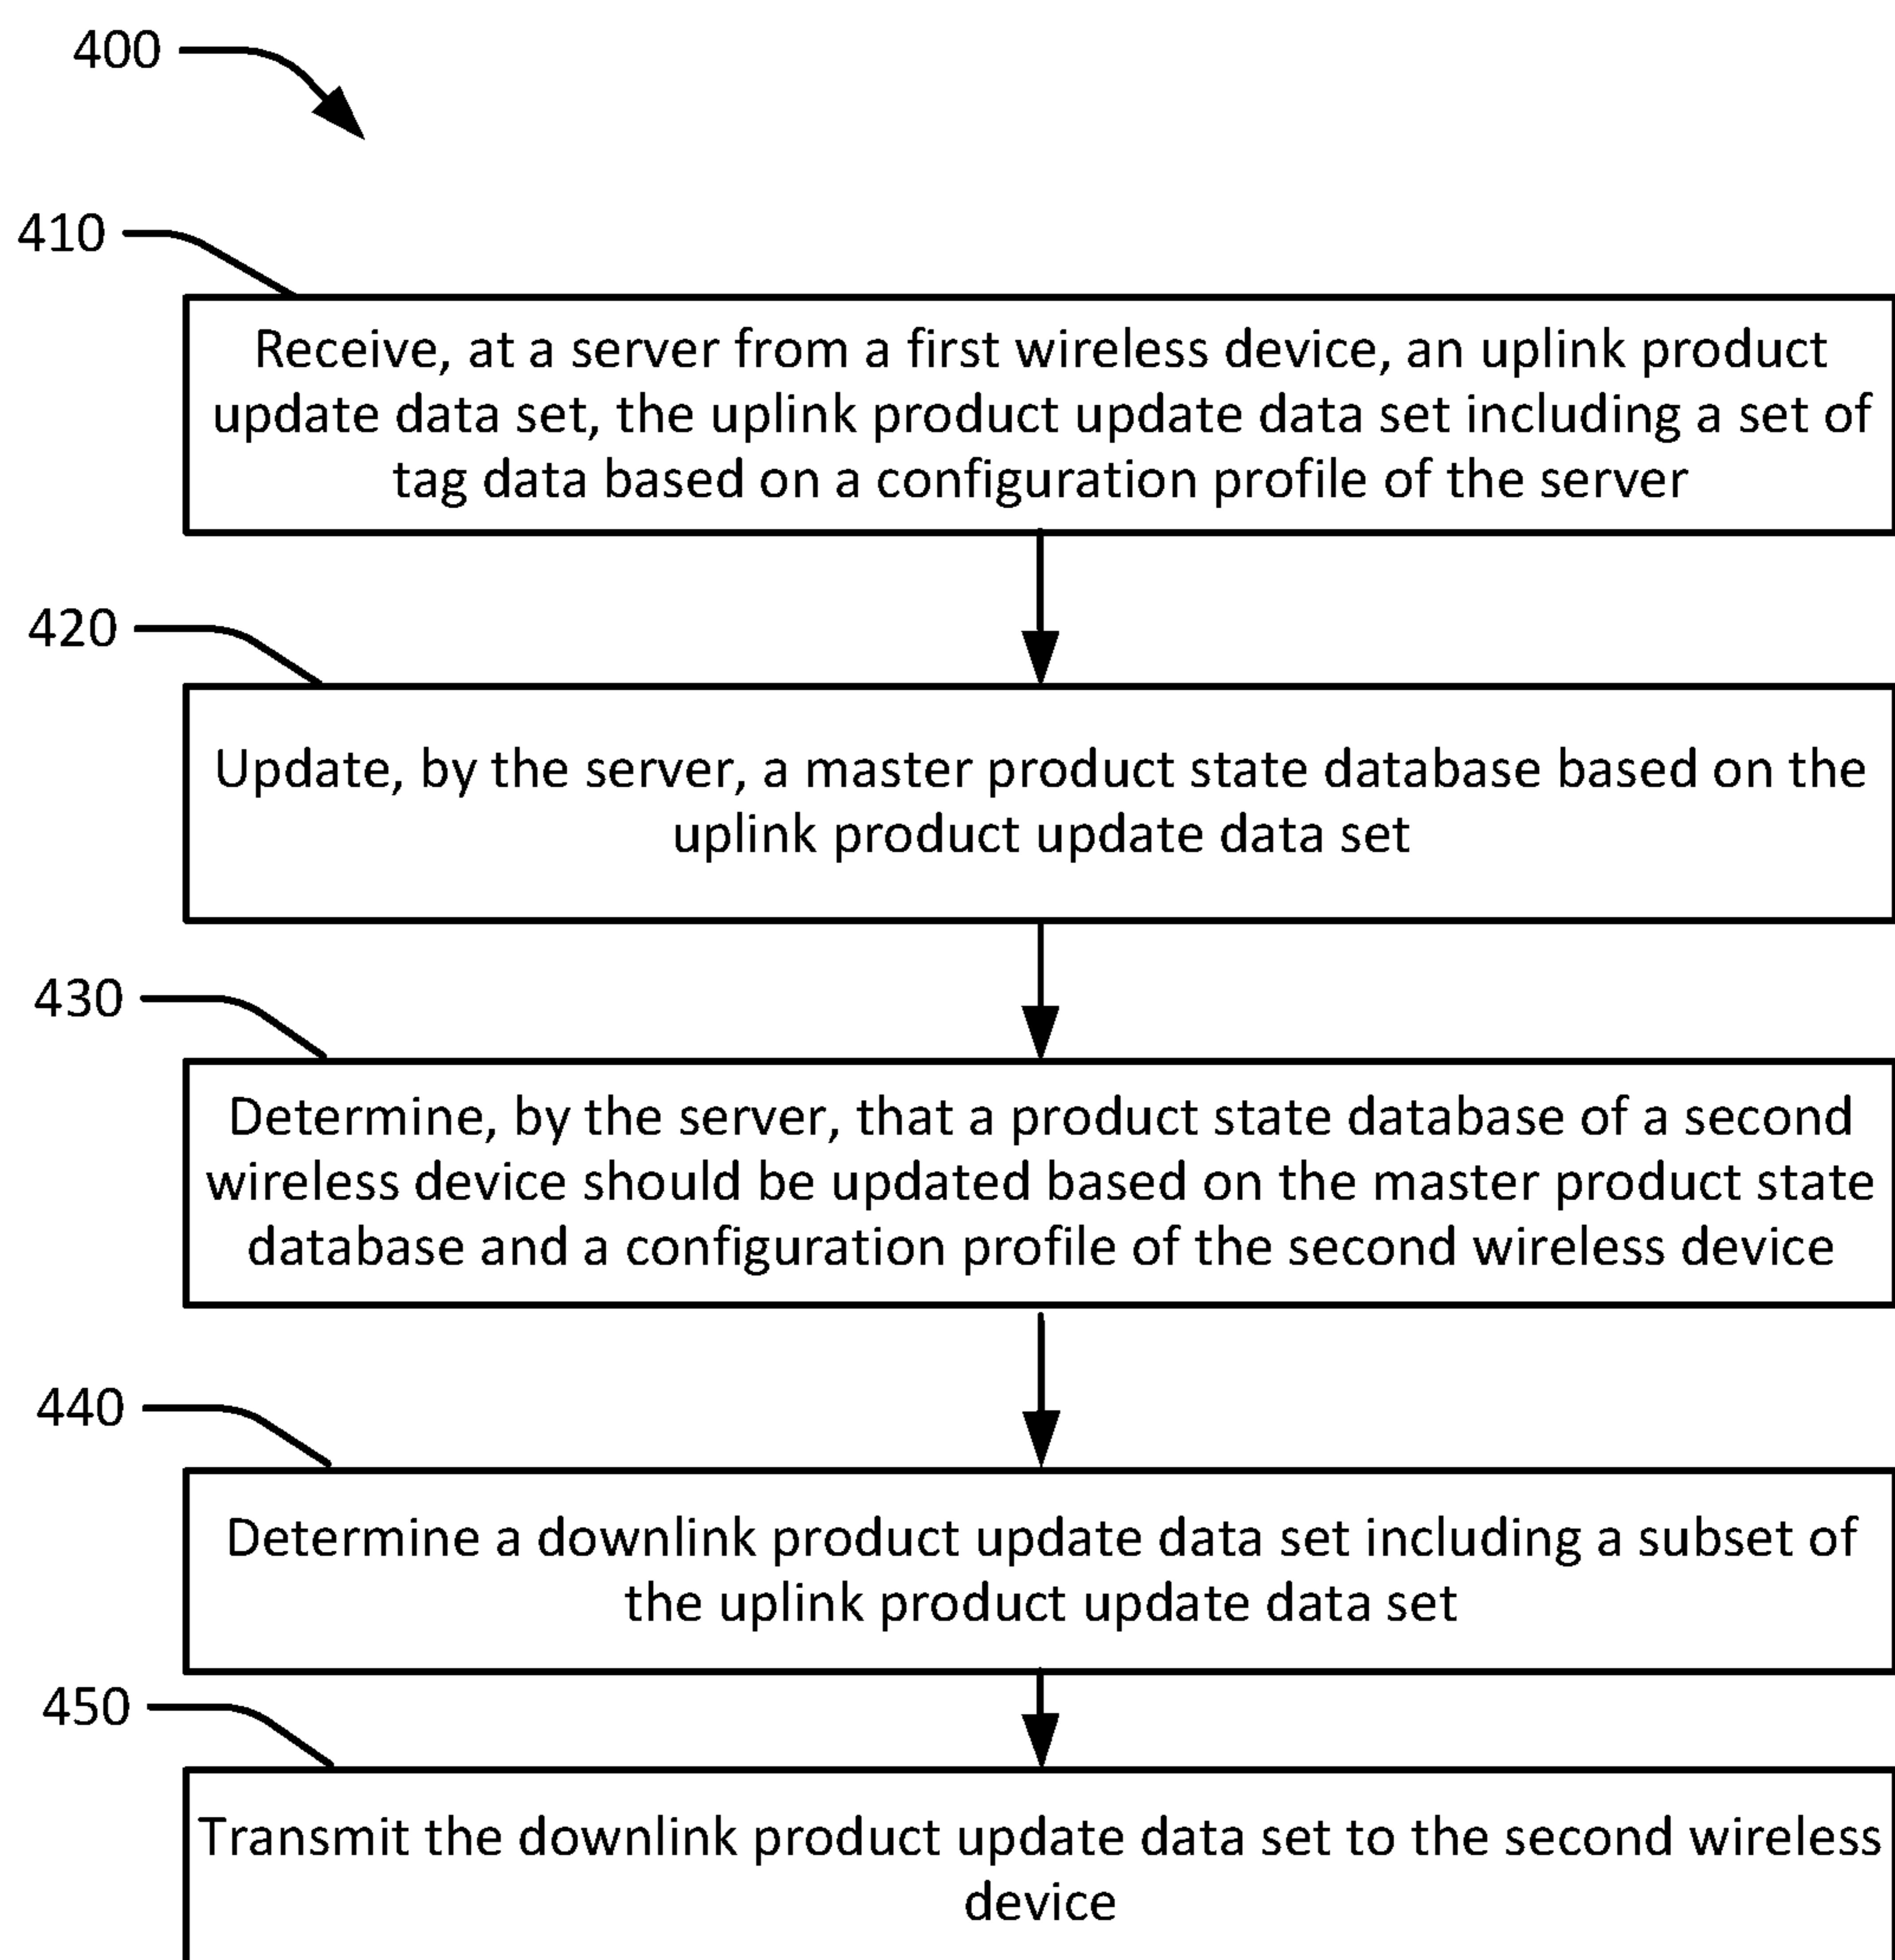 400
410
Receive, at a server from a first wireless device, an uplink product
update data set, the uplink product update data set including a set of
tag data based on a configuration profile of the server
420
Update, by the server, a master product state database based on the
uplink product update data set
430
Determine, by the server, that a product state database of a second
wireless device should be updated based on the master product state
database and a configuration profile of the second wireless device
440
Determine a downlink product update data set including a subset of
the uplink product update data set
450
Transmit the downlink product update data set to the second wireless
device